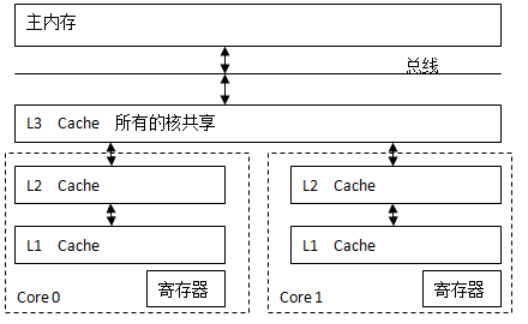 主内存
总线
L3 Cache 所有的核共享
L2 Cache
L2 Cache
L1 Cache
L1 Cache
寄存器
寄存器
Core 0
Core 1